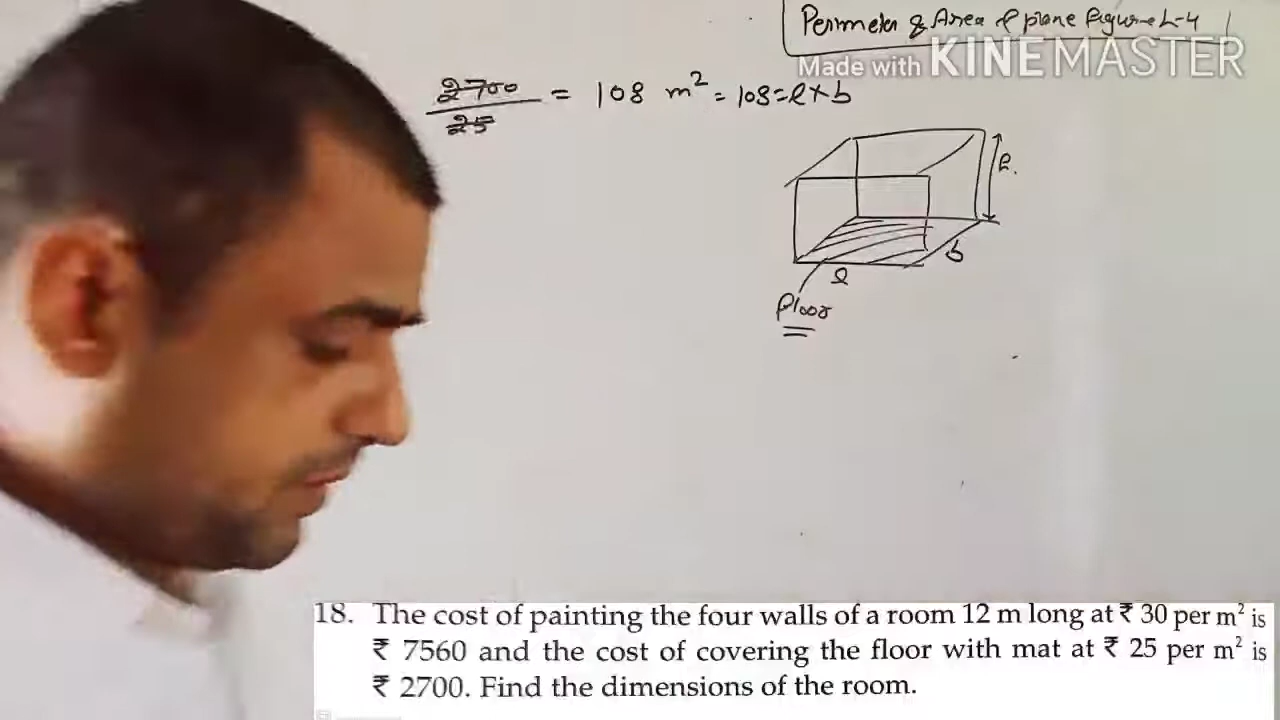 Perimeter & Area of plane figure L-4
Made with KINEMASTER
2700/25 = 108 m² = 108 = l × b
h.
b
l
floor
18. The cost of painting the four walls of a room 12 m long at ₹ 30 per m² is
₹ 7560 and the cost of covering the floor with mat at ₹ 25 per m² is
₹ 2700. Find the dimensions of the room.